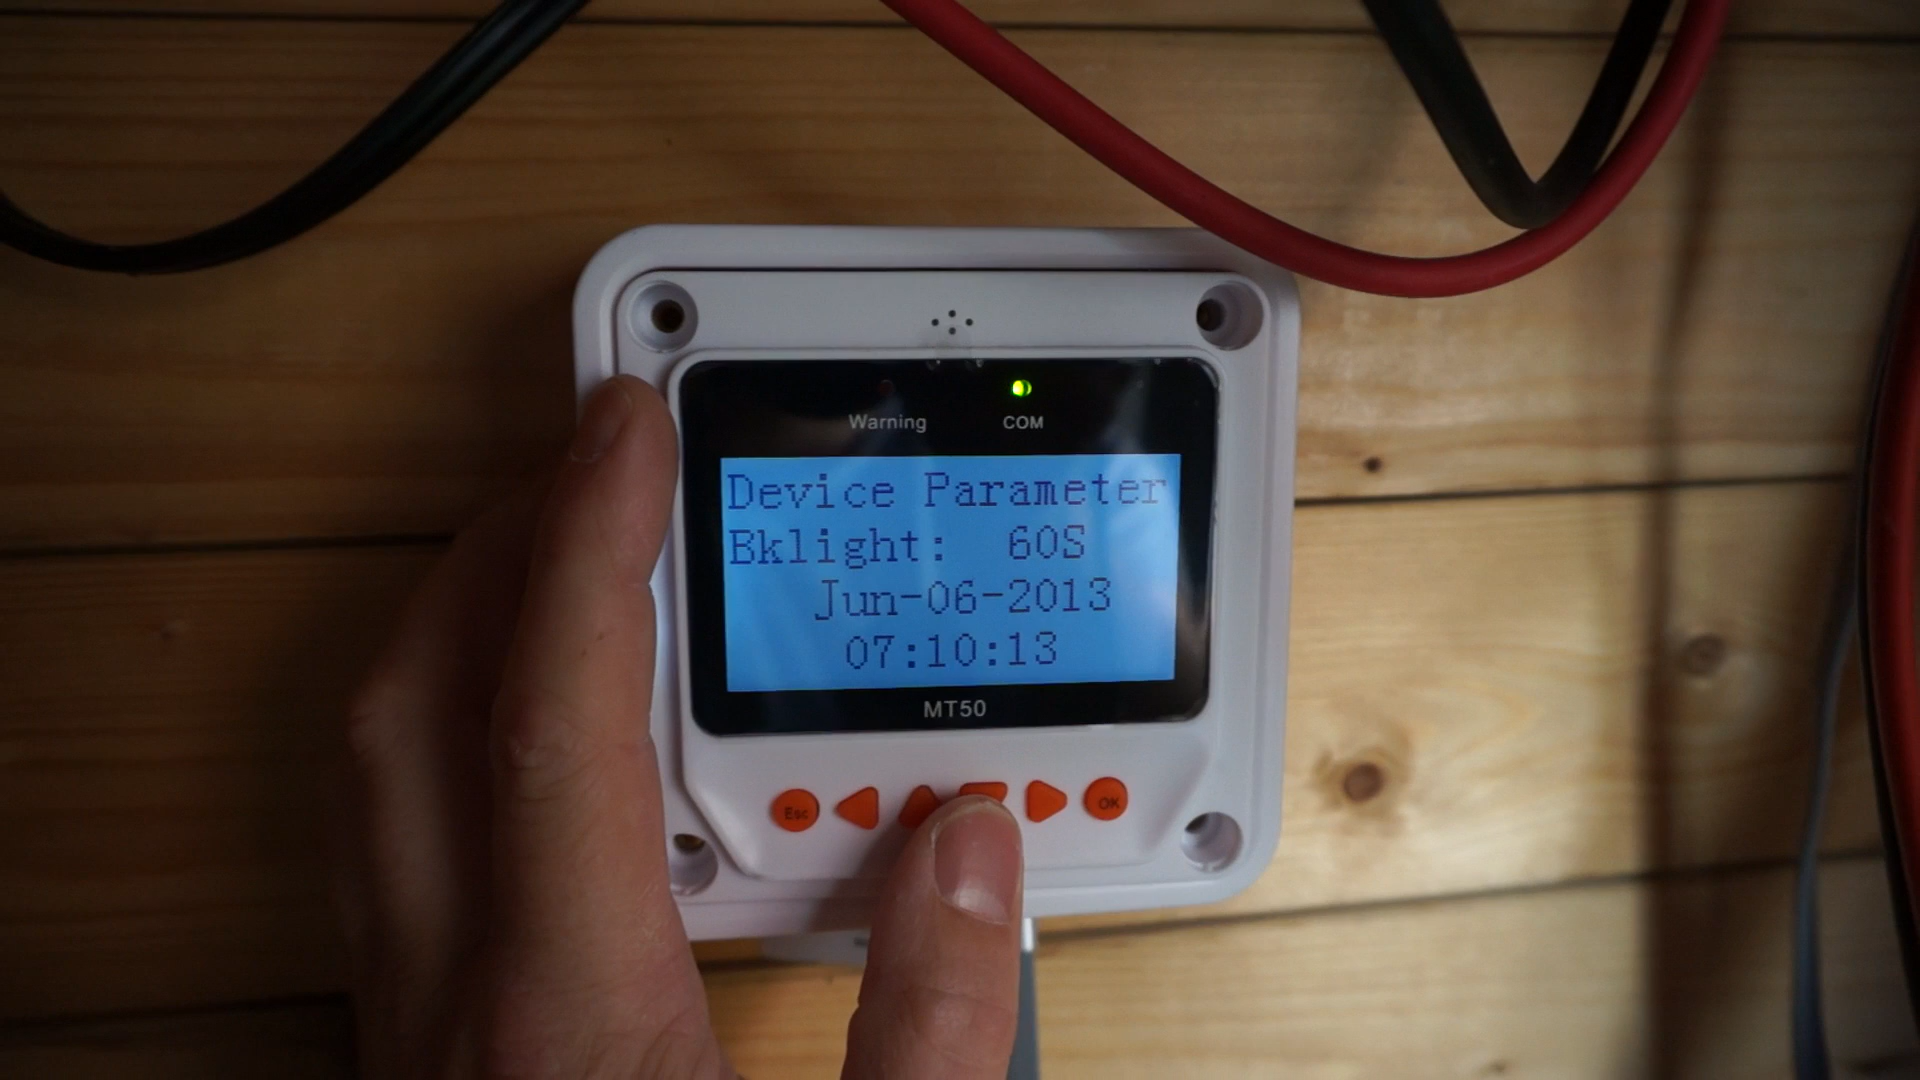 Warning COM
Device Parameter
Bklight: 60S
Jun-06-2013
07:10:13
MT50
Esc OK